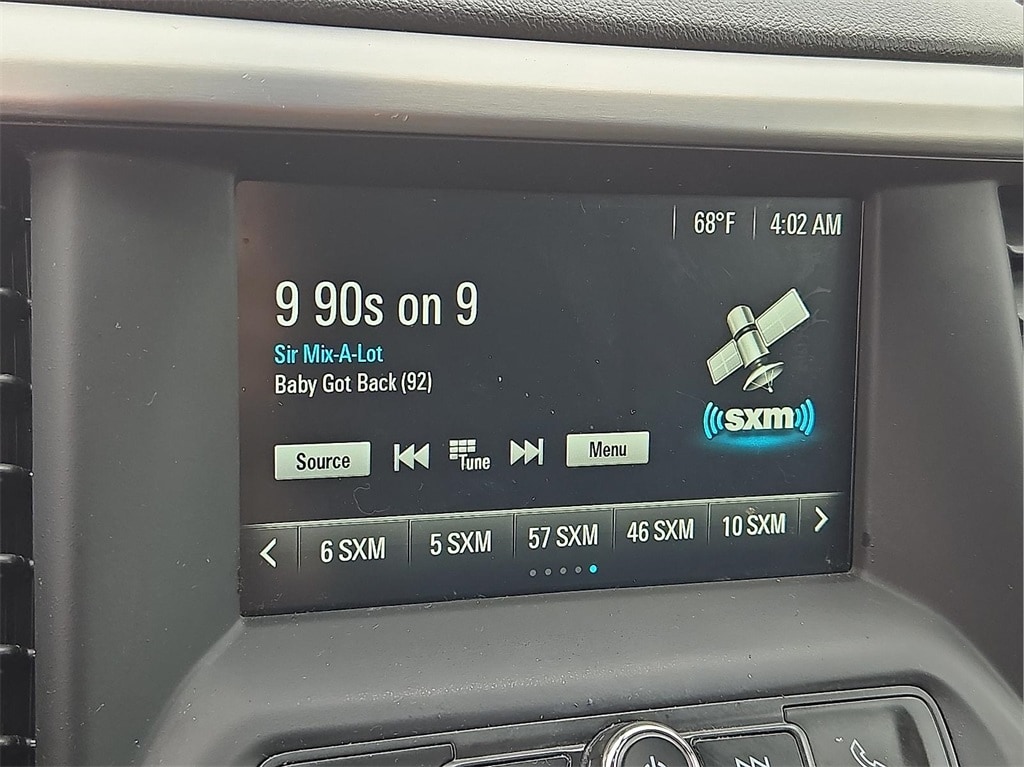 68°F 4:02 AM
9 90s on 9
Sir Mix-A-Lot
Baby Got Back (92)
sxm
Source Tune Menu
6 SXM 5 SXM 57 SXM 46 SXM 10 SXM